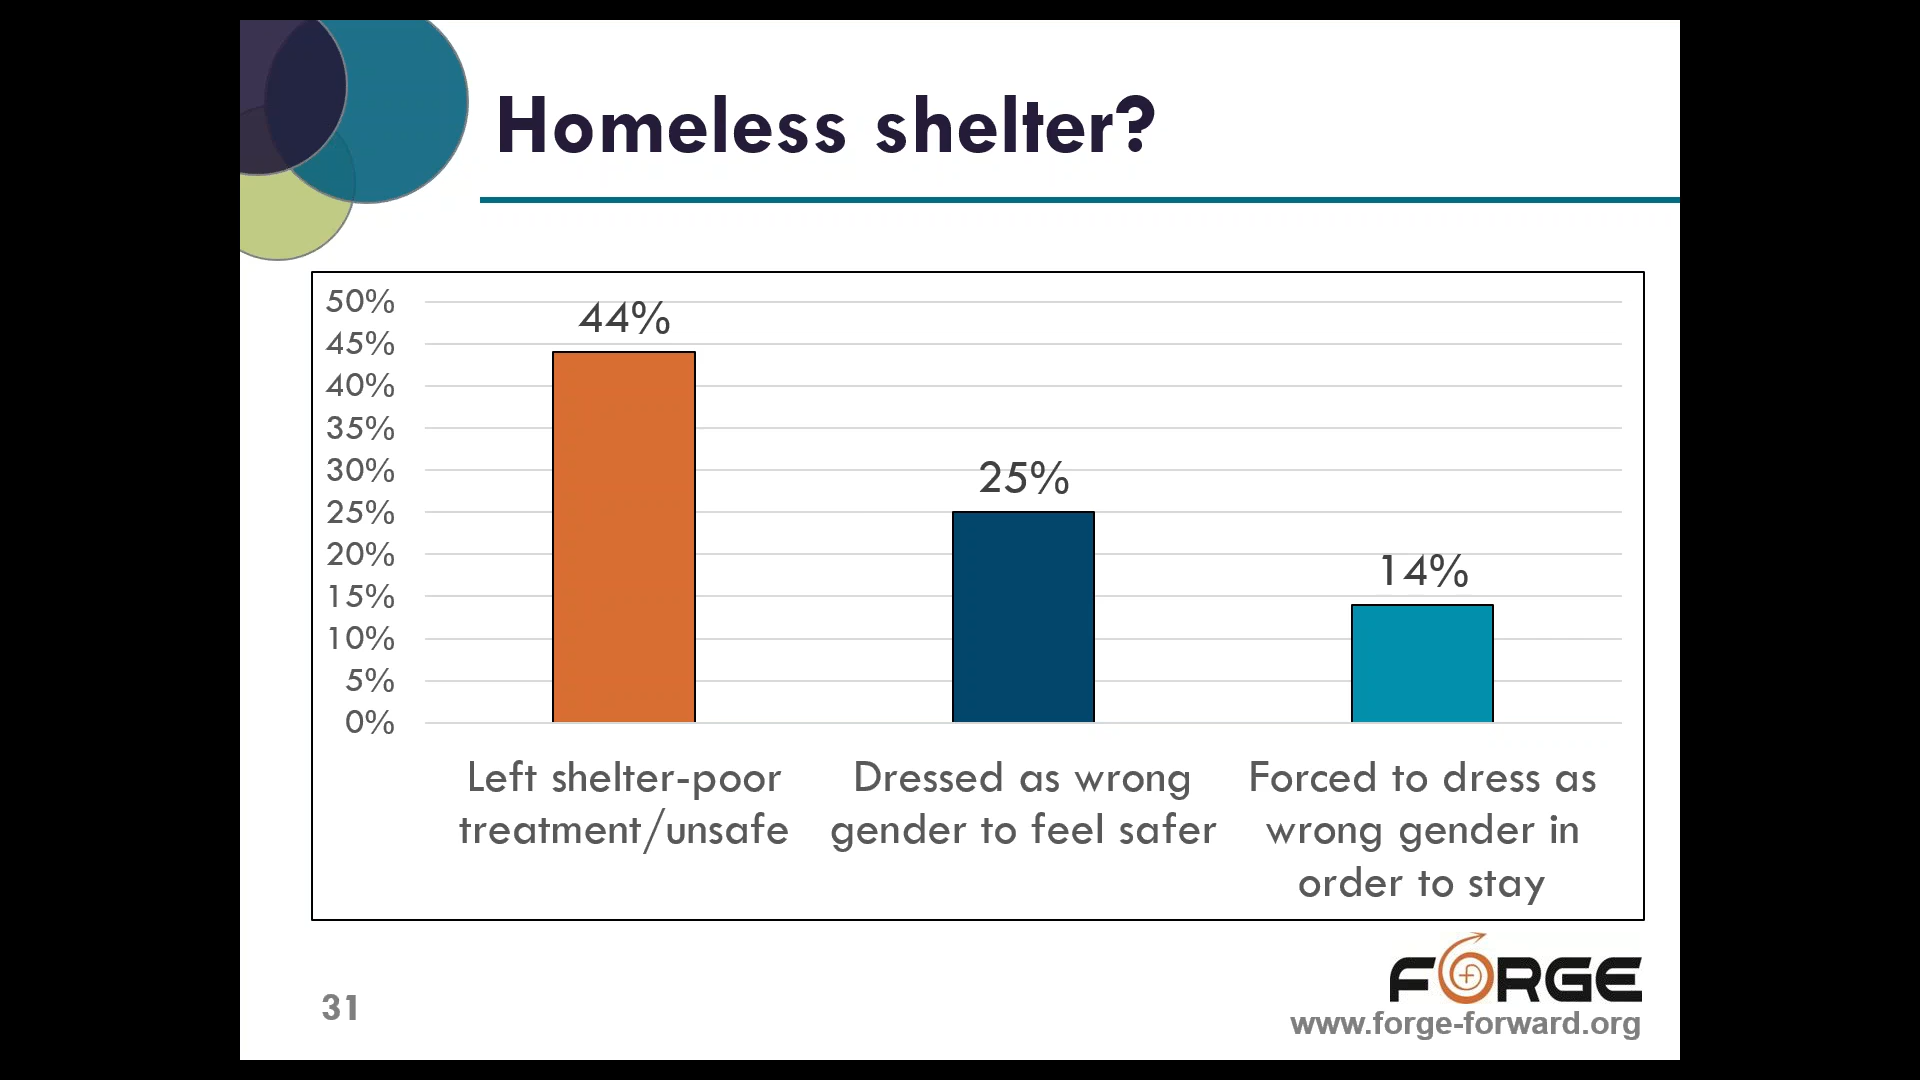 Homeless shelter?
50%
45%
40%
35%
30%
25%
20%
15%
10%
5%
0%
44%
25%
14%
Left shelter-poor
treatment/unsafe
Dressed as wrong
gender to feel safer
Forced to dress as
wrong gender in
order to stay
31
FORGE
www.forge-forward.org